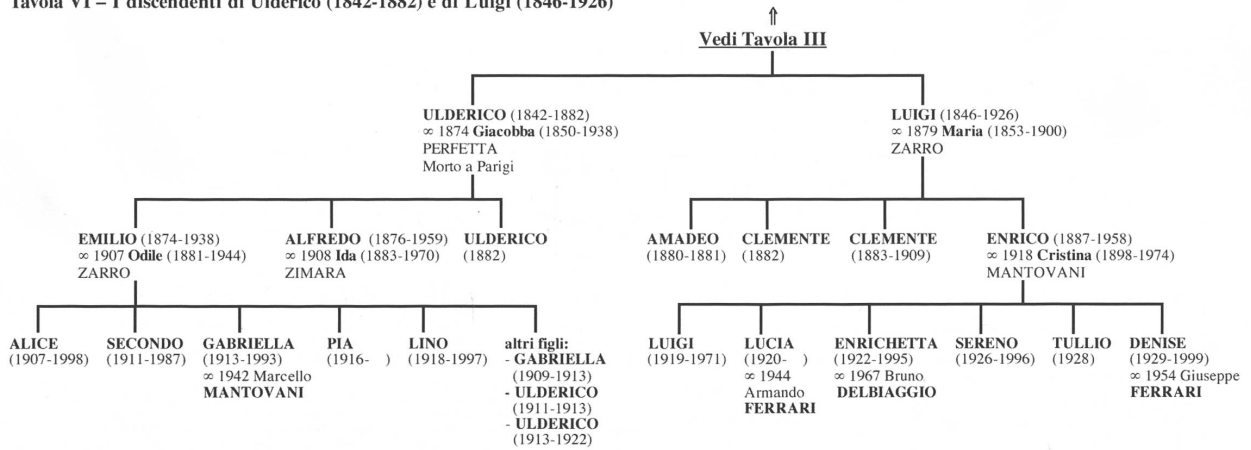 Tavola VI – I discendenti di Ulderico (1842-1882) e di Luigi (1846-1926)
⇑
Vedi Tavola III
ULDERICO (1842-1882)
∞ 1874 Giacobba (1850-1938)
PERFETTA
Morto a Parigi
LUIGI (1846-1926)
∞ 1879 Maria (1853-1900)
ZARRO
EMILIO (1874-1938)
∞ 1907 Odile (1881-1944)
ZARRO
ALFREDO (1876-1959)
∞ 1908 Ida (1883-1970)
ZIMARA
ULDERICO
(1882)
AMADEO
(1880-1881)
CLEMENTE
(1882)
CLEMENTE
(1883-1909)
ENRICO (1887-1958)
∞ 1918 Cristina (1898-1974)
MANTOVANI
ALICE
(1907-1998)
SECONDO
(1911-1987)
GABRIELLA
(1913-1993)
∞ 1942 Marcello
MANTOVANI
PIA
(1916- )
LINO
(1918-1997)
altri figli:
- GABRIELLA
(1909-1913)
- ULDERICO
(1911-1913)
- ULDERICO
(1913-1922)
LUIGI
(1919-1971)
LUCIA
(1920- )
∞ 1944
Armando
FERRARI
ENRICHETTA
(1922-1995)
∞ 1967 Bruno
DELBIAGGIO
SERENO
(1926-1996)
TULLIO
(1928)
DENISE
(1929-1999)
∞ 1954 Giuseppe
FERRARI